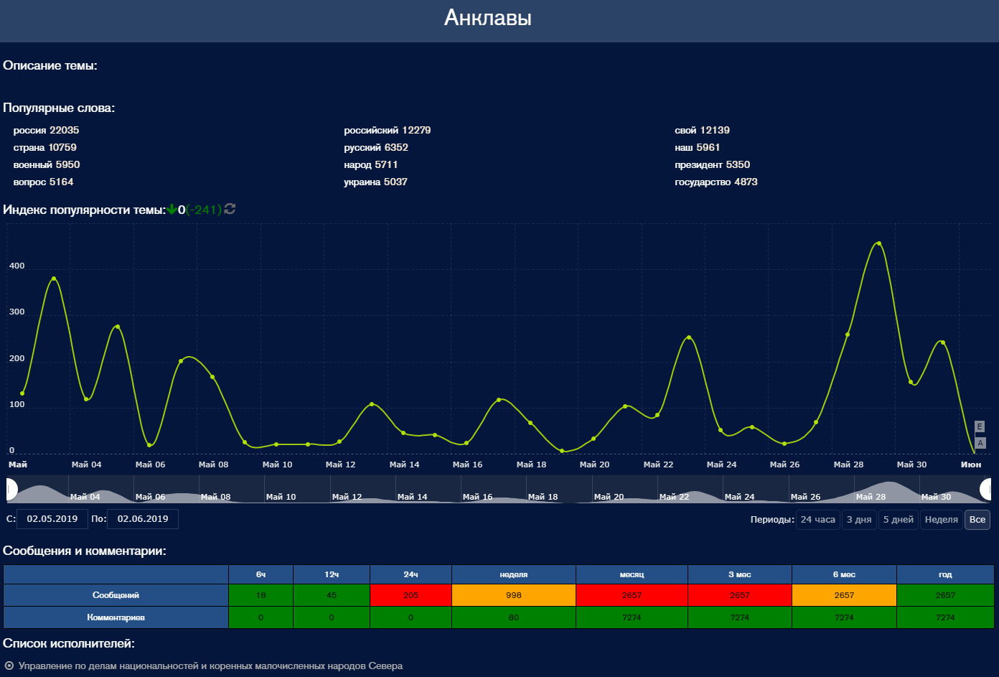 Анклавы
Описание темы:
Популярные слова:
россия 22035 российский 12279 свой 12139
страна 10759 русский 6352 наш 5961
военный 5950 народ 5711 президент 5350
вопрос 5164 украина 5037 государство 4873
Индекс популярности темы: 0(-241)
400
300
200
100
0
E
A
Май Май 04 Май 06 Май 08 Май 10 Май 12 Май 14 Май 16 Май 18 Май 20 Май 22 Май 24 Май 26 Май 28 Май 30 Июн
Май 04 Май 06 Май 08 Май 10 Май 12 Май 14 Май 16 Май 18 Май 20 Май 22 Май 24 Май 26 Май 28 Май 30
С: 02.05.2019 По: 02.06.2019 Периоды: 24 часа 3 дня 5 дней Неделя Все
Сообщения и комментарии:
6ч 12ч 24ч неделя месяц 3 мес 6 мес год
Сообщений 18 45 205 998 2657 2657 2657 2657
Комментариев 0 0 0 80 7274 7274 7274 7274
Список исполнителей:
Управление по делам национальностей и коренных малочисленных народов Севера